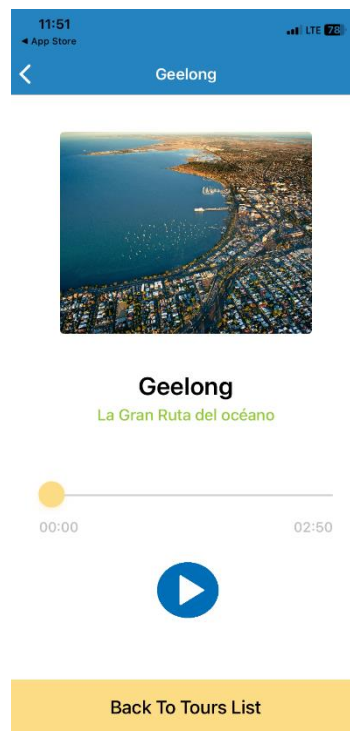 11:51
◀ App Store
LTE 78
Geelong
Geelong
La Gran Ruta del océano
00:00
02:50
Back To Tours List